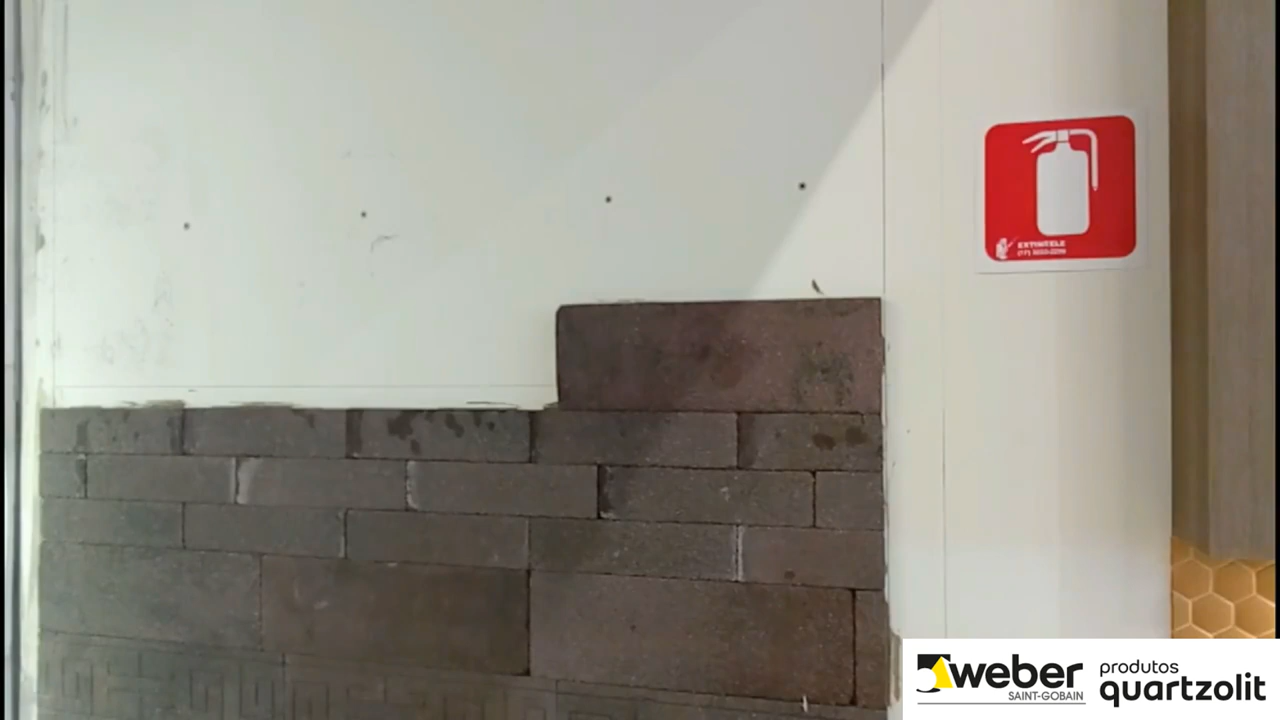 EXTINTELE
weber
SAINT-GOBAIN
produtos
quartzolit